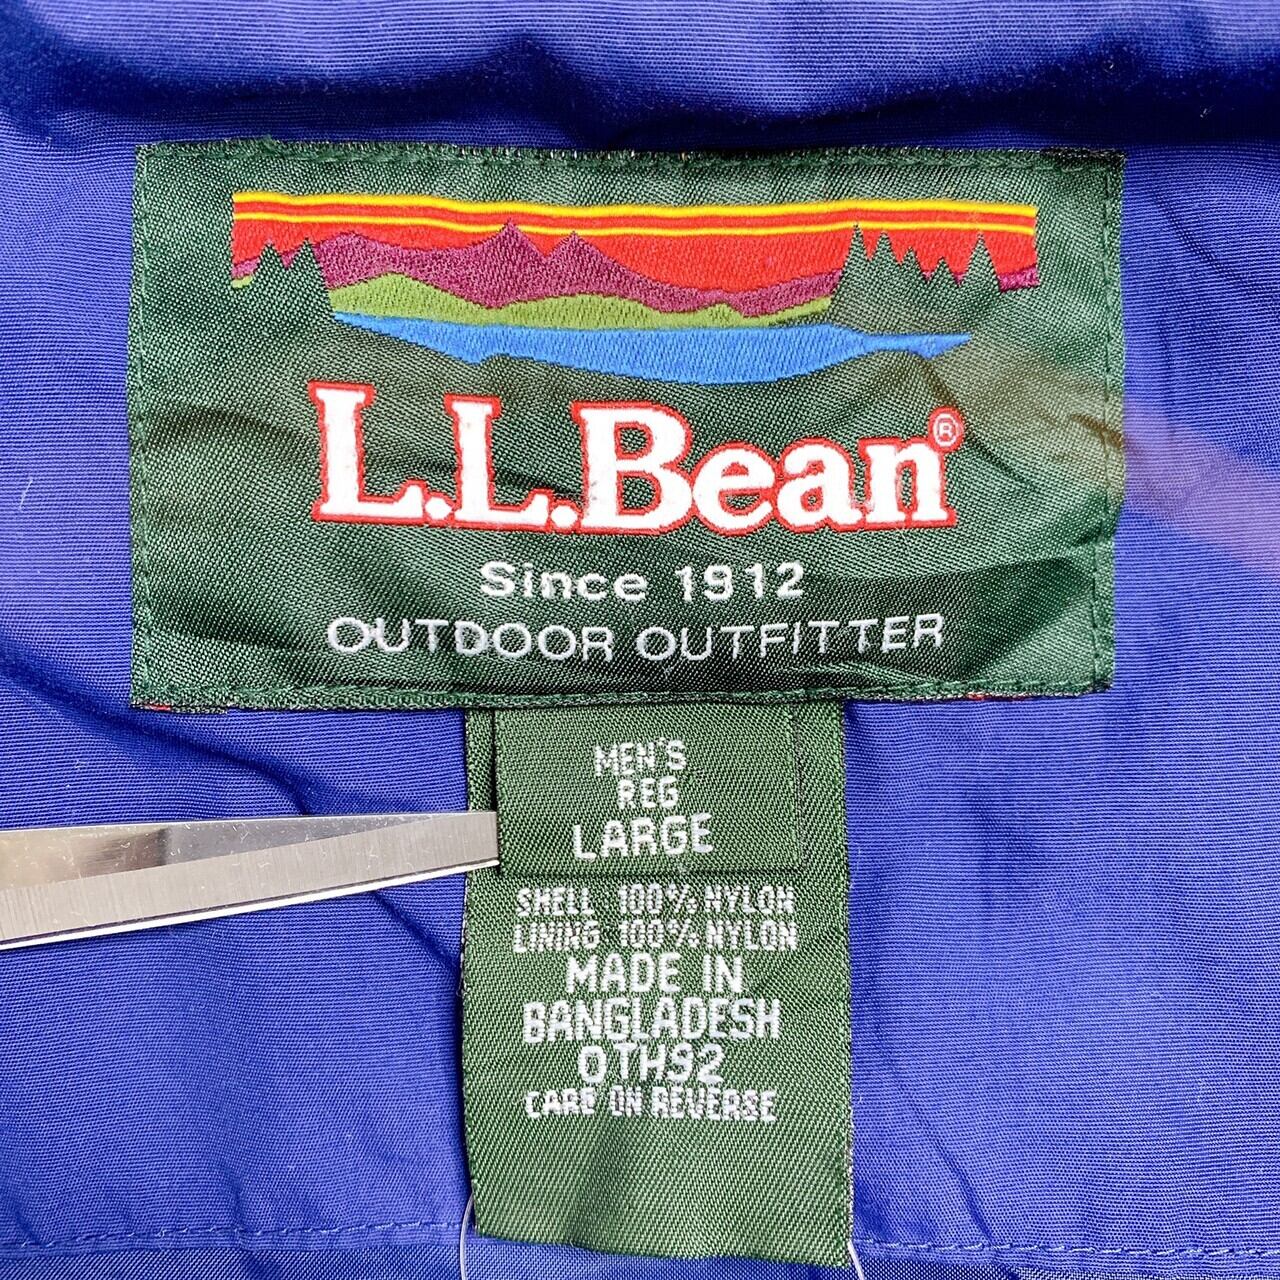 L.L.Bean®
Since 1912
OUTDOOR OUTFITTER
MEN'S
REG
LARGE
SHELL 100% NYLON
LINING 100% NYLON
MADE IN
BANGLADESH
0TH92
CARE ON REVERSE